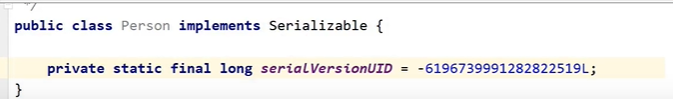 */
public class Person implements Serializable {
private static final long serialVersionUID = -6196739991282822519L;
}